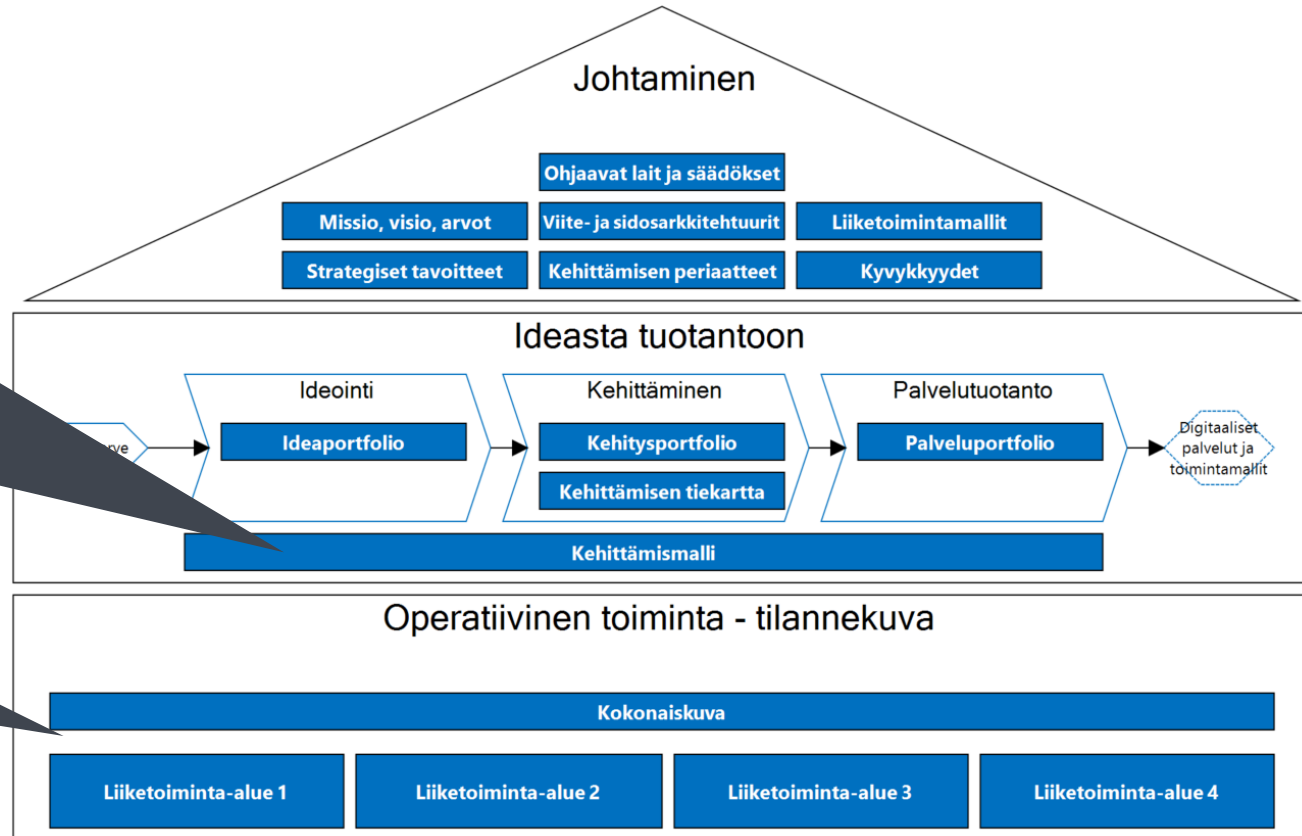 Johtaminen
Ohjaavat lait ja säädökset
Missio, visio, arvot
Viite- ja sidosarkkitehtuurit
Liiketoimintamallit
Strategiset tavoitteet
Kehittämisen periaatteet
Kyvykkyydet
Ideasta tuotantoon
Ideointi
Kehittäminen
Palvelutuotanto
Ideaportfolio
Kehitysportfolio
Palveluportfolio
Digitaaliset
palvelut ja
toimintamallit
Kehittämisen tiekartta
Kehittämismalli
Operatiivinen toiminta - tilannekuva
Kokonaiskuva
Liiketoiminta-alue 1
Liiketoiminta-alue 2
Liiketoiminta-alue 3
Liiketoiminta-alue 4